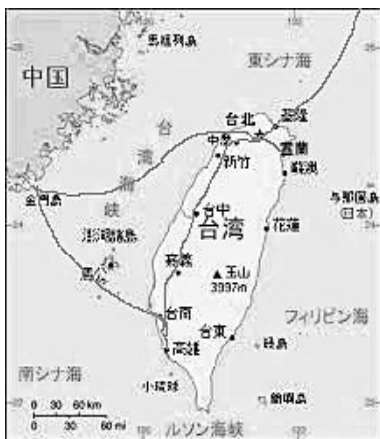 120
馬祖列島
東シナ海
26
中国
台北
基隆
台湾海峡
新竹
宜蘭
蘇澳
金門島
与那国島
(日本)
24
台中
台湾
花蓮
澎湖諸島
嘉義
馬公
玉山
3997m
台南
台東
フィリピン海
高雄
緑島
南シナ海
小琉球
蘭嶼島
0 30 60 km
0 30 60 mi
ルソン海峡